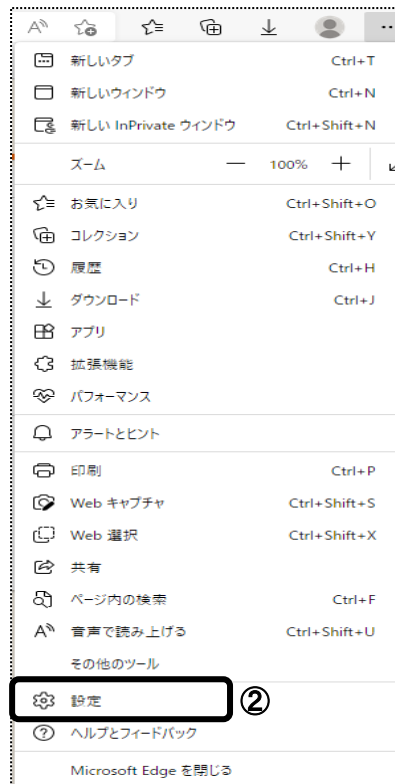 新しいタブ Ctrl+T
新しいウィンドウ Ctrl+N
新しい InPrivate ウィンドウ Ctrl+Shift+N
ズーム — 100% +
お気に入り Ctrl+Shift+O
コレクション Ctrl+Shift+Y
履歴 Ctrl+H
ダウンロード Ctrl+J
アプリ
拡張機能
パフォーマンス
アラートとヒント
印刷 Ctrl+P
Web キャプチャ Ctrl+Shift+S
Web 選択 Ctrl+Shift+X
共有
ページ内の検索 Ctrl+F
音声で読み上げる Ctrl+Shift+U
その他のツール
設定 ②
ヘルプとフィードバック
Microsoft Edge を閉じる